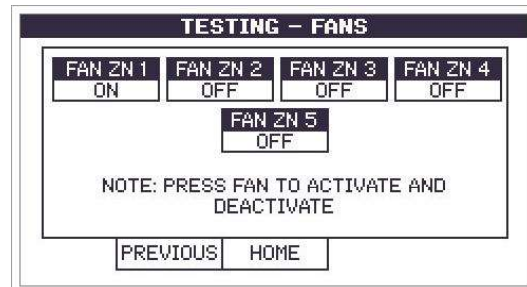 TESTING - FANS
FAN ZN 1 FAN ZN 2 FAN ZN 3 FAN ZN 4
ON OFF OFF OFF
FAN ZN 5
OFF
NOTE: PRESS FAN TO ACTIVATE AND
DEACTIVATE
PREVIOUS HOME